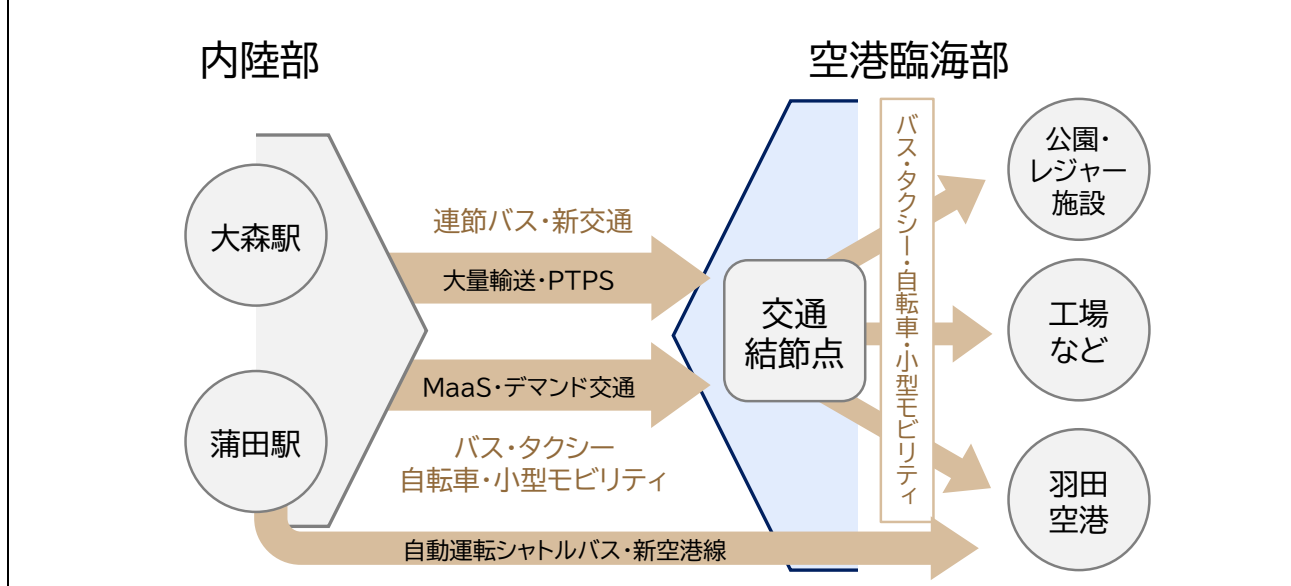 内陸部
空港臨海部
大森駅
蒲田駅
連節バス・新交通
大量輸送・PTPS
MaaS・デマンド交通
バス・タクシー
自転車・小型モビリティ
自動運転シャトルバス・新空港線
交通
結節点
バス・タクシー・自転車・小型モビリティ
公園・
レジャー
施設
工場
など
羽田
空港